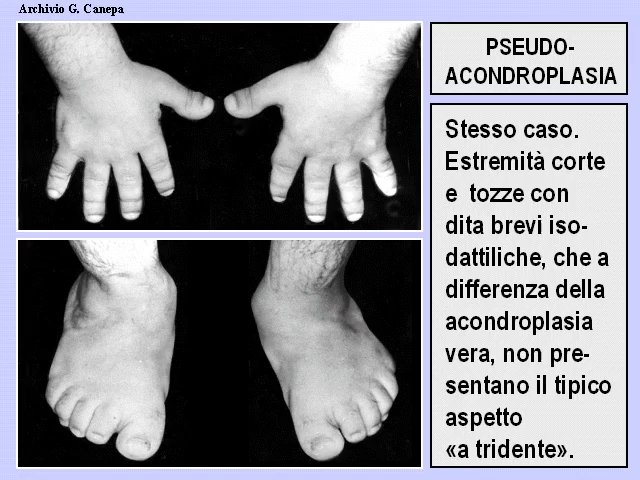 Archivio G. Canepa
PSEUDO-
ACONDROPLASIA
Stesso caso.
Estremità corte
e tozze con
dita brevi iso-
dattiliche, che a
differenza della
acondroplasia
vera, non pre-
sentano il tipico
aspetto
«a tridente».